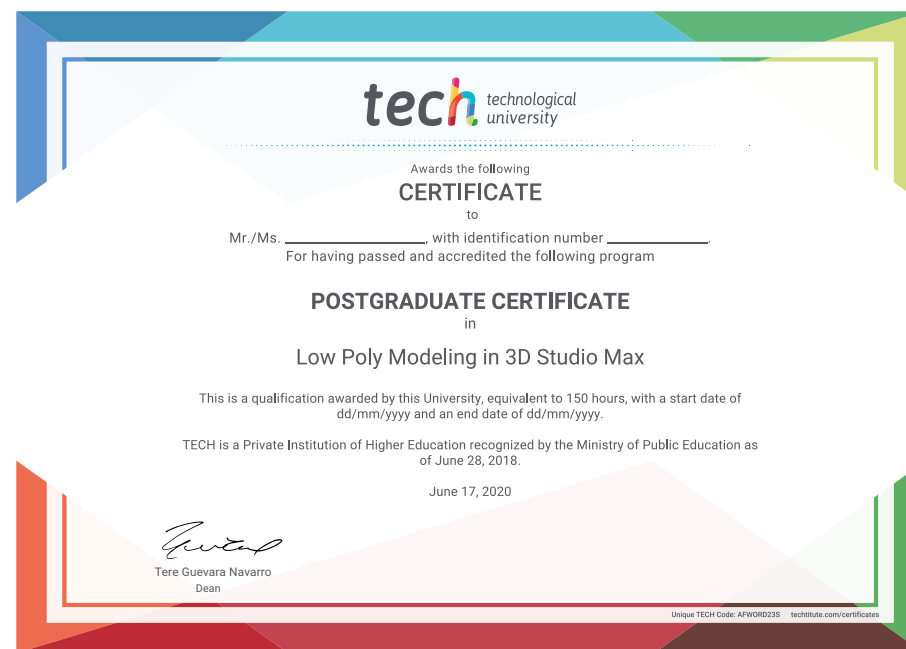 tech technological
university
Awards the following
CERTIFICATE
to
Mr./Ms. ____________________, with identification number ______________.
For having passed and accredited the following program
POSTGRADUATE CERTIFICATE
in
Low Poly Modeling in 3D Studio Max
This is a qualification awarded by this University, equivalent to 150 hours, with a start date of
dd/mm/yyyy and an end date of dd/mm/yyyy.
TECH is a Private Institution of Higher Education recognized by the Ministry of Public Education as
of June 28, 2018.
June 17, 2020
Tere Guevara Navarro
Dean
Unique TECH Code: AFWORD23S techtitute.com/certificates